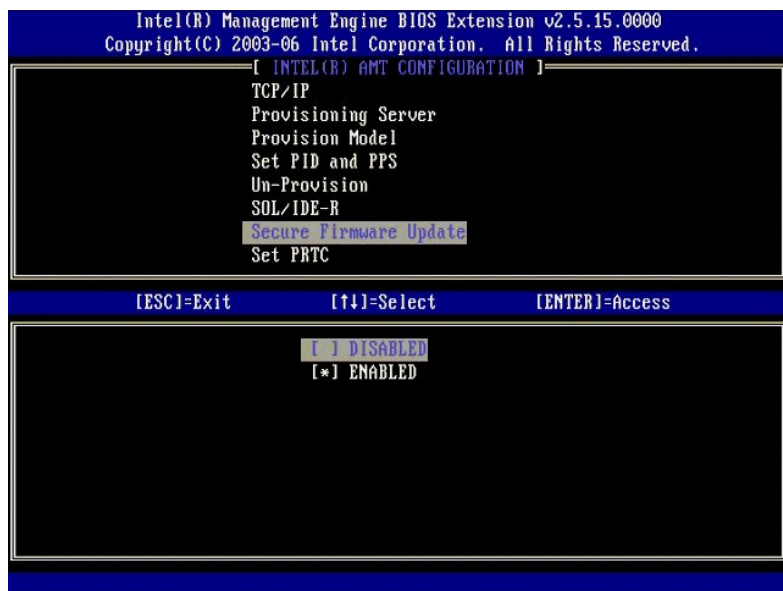 Intel(R) Management Engine BIOS Extension v2.5.15.0000
Copyright(C) 2003-06 Intel Corporation. All Rights Reserved.
[ INTEL(R) AMT CONFIGURATION ]
TCP/IP
Provisioning Server
Provision Model
Set PID and PPS
Un-Provision
SOL/IDE-R
Secure Firmware Update
Set PRTC
[ESC]=Exit [↑↓]=Select [ENTER]=Access
[ ] DISABLED
[*] ENABLED